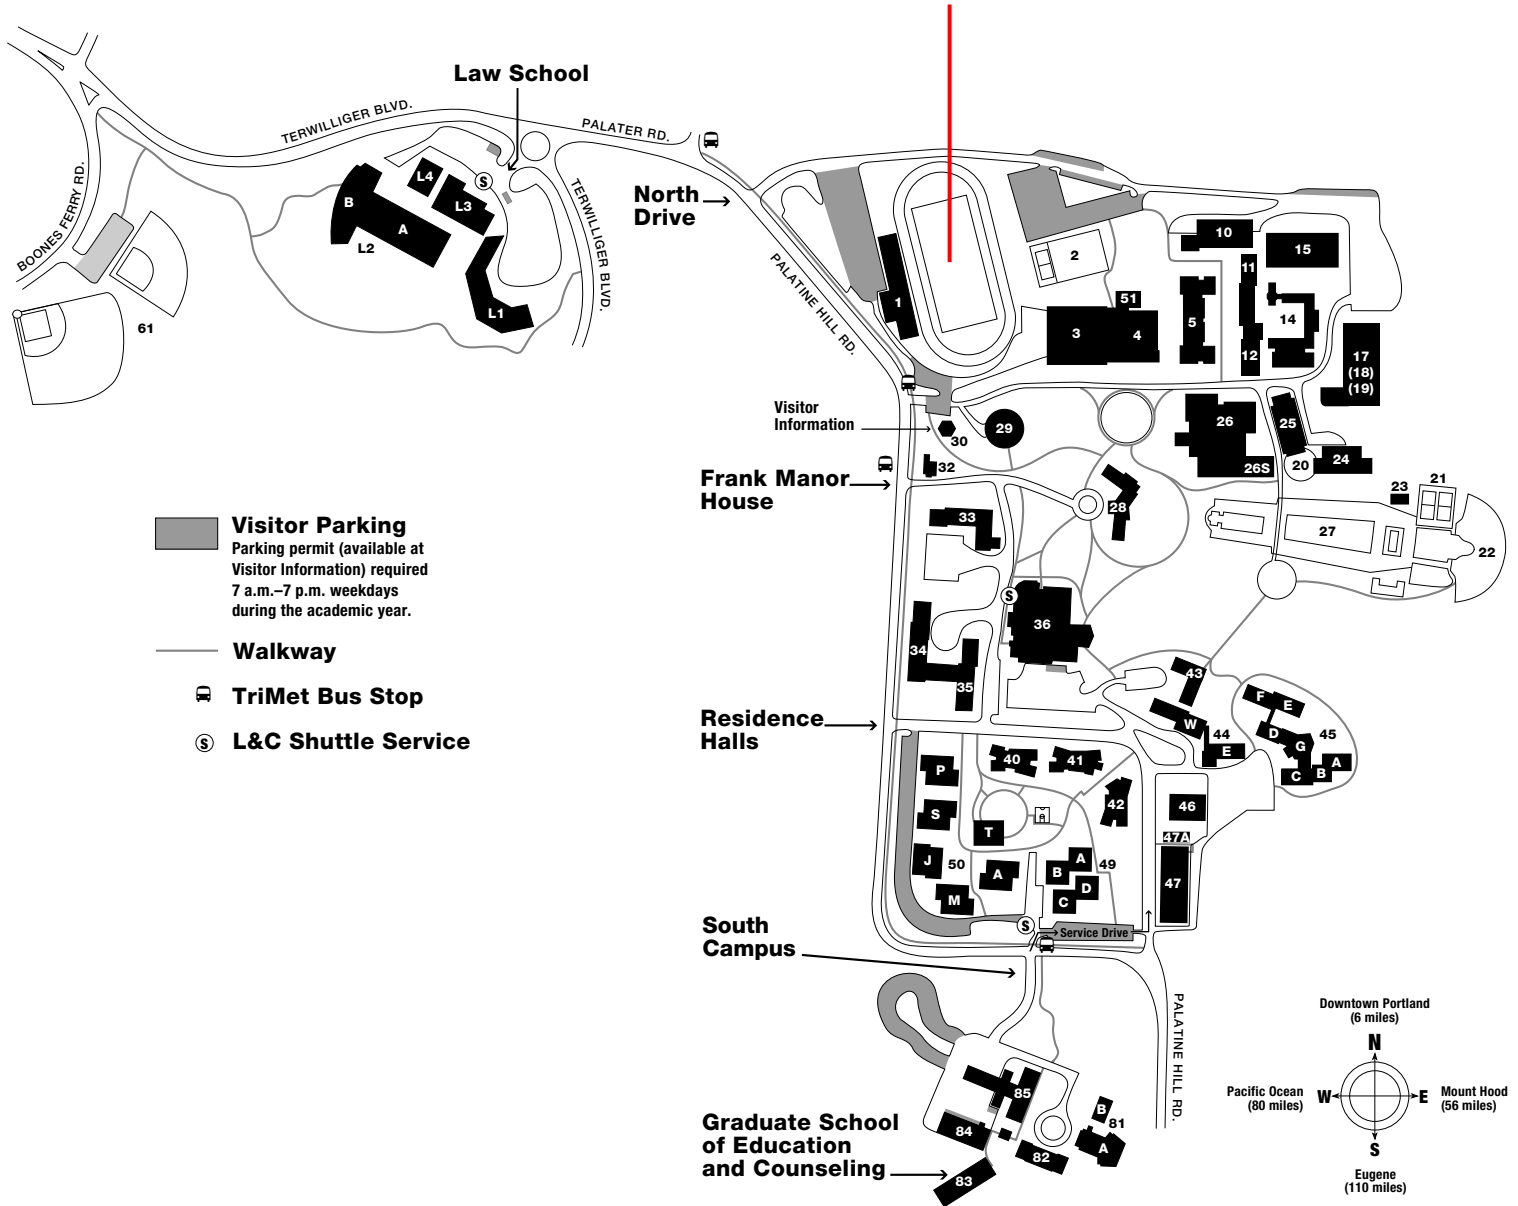 Law School
TERWILLIGER BLVD.
PALATER RD.
BOONES FERRY RD.
TERWILLIGER BLVD.
North
Drive
PALATINE HILL RD.
L4
S
L3
B
A
L2
L1
61
1
2
10
15
11
51
3
4
5
14
12
17
(18)
(19)
Visitor
Information
30
29
26
25
26S
20
24
32
Frank Manor
House
28
23
21
27
22
33
S
36
34
35
Visitor Parking
Parking permit (available at
Visitor Information) required
7 a.m.–7 p.m. weekdays
during the academic year.
Walkway
TriMet Bus Stop
S
L&C Shuttle Service
Residence
Halls
43
W
44
E
F
E
D
G
45
A
B
C
P
40
41
S
T
42
46
47A
J
50
A
A
49
B
D
C
M
47
S
Service Drive
South
Campus
PALATINE HILL RD.
85
B
81
84
A
82
83
Graduate School
of Education
and Counseling
Downtown Portland
(6 miles)
N
Pacific Ocean
(80 miles)
W
E
Mount Hood
(56 miles)
S
Eugene
(110 miles)